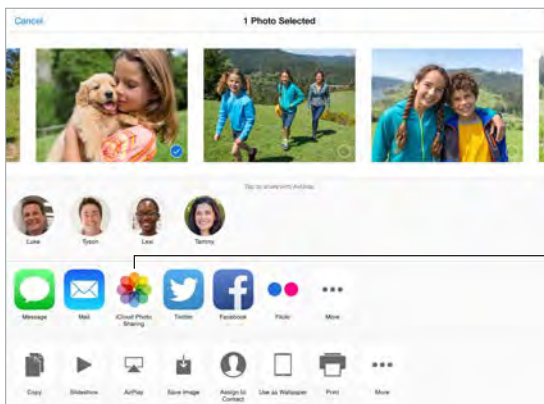 Cancel
1 Photo Selected
Tap to share with AirDrop
Luke
Tyson
Lexi
Tammy
Message
Mail
iCloud Photo
Sharing
Twitter
Facebook
Flickr
More
Copy
Slideshow
AirPlay
Save Image
Assign to
Contact
Use as Wallpaper
Print
More